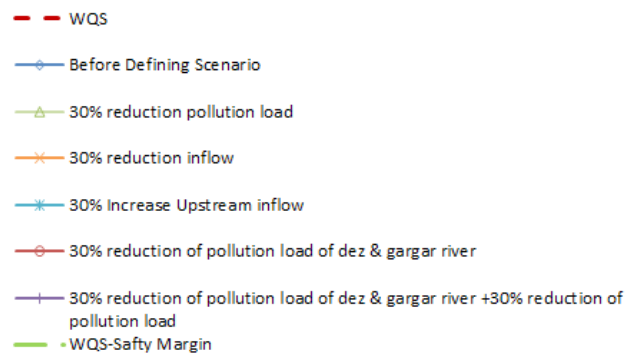 WQS
Before Defining Scenario
30% reduction pollution load
30% reduction inflow
30% Increase Upstream inflow
30% reduction of pollution load of dez & gargar river
30% reduction of pollution load of dez & gargar river +30% reduction of
pollution load
WQS-Safty Margin